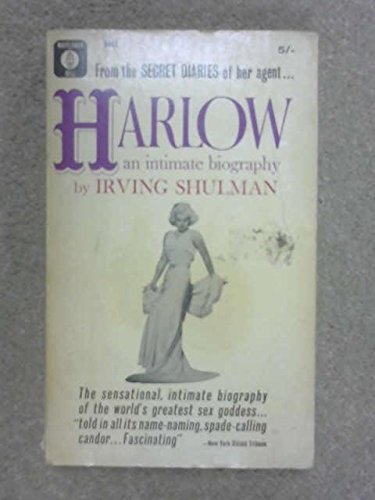 MAYFLOWER
5/-
From the SECRET DIARIES of her agent...
HARLOW
an intimate biography
by IRVING SHULMAN
The sensational, intimate biography
of the world's greatest sex goddess...
"told in all its name-naming, spade-calling
candor...Fascinating"
—New York Herald Tribune